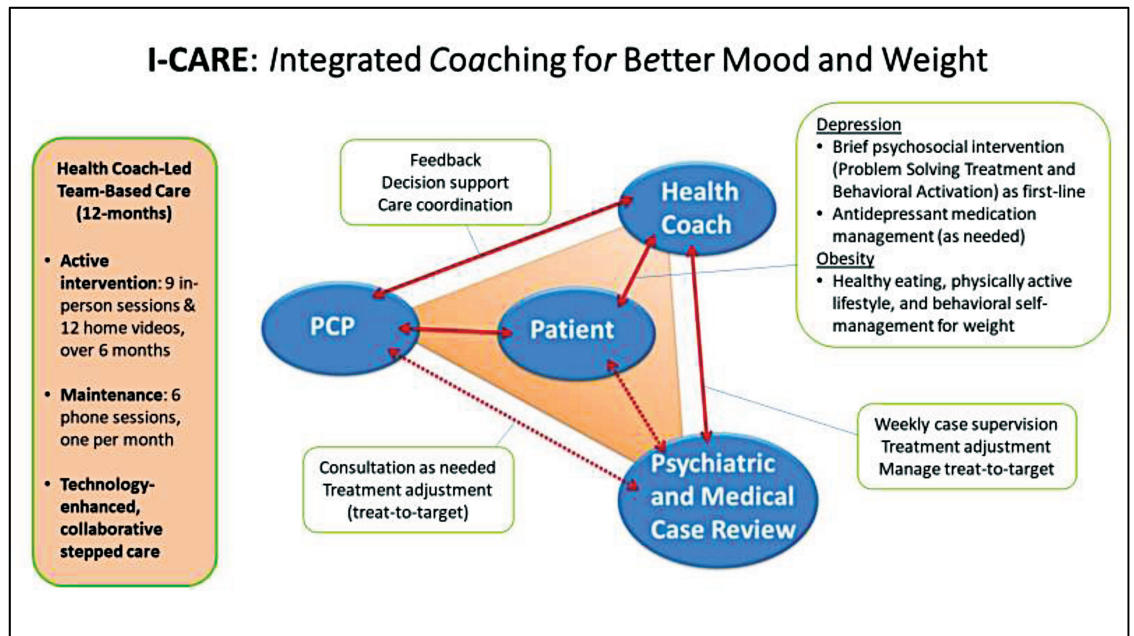 I-CARE: Integrated Coaching for Better Mood and Weight
Health Coach-Led
Team-Based Care
(12-months)
• Active
intervention: 9 in-
person sessions &
12 home videos,
over 6 months
• Maintenance: 6
phone sessions,
one per month
• Technology-
enhanced,
collaborative
stepped care
Feedback
Decision support
Care coordination
Health
Coach
PCP
Patient
Psychiatric
and Medical
Case Review
Consultation as needed
Treatment adjustment
(treat-to-target)
Depression
• Brief psychosocial intervention
(Problem Solving Treatment and
Behavioral Activation) as first-line
• Antidepressant medication
management (as needed)
Obesity
• Healthy eating, physically active
lifestyle, and behavioral self-
management for weight
Weekly case supervision
Treatment adjustment
Manage treat-to-target